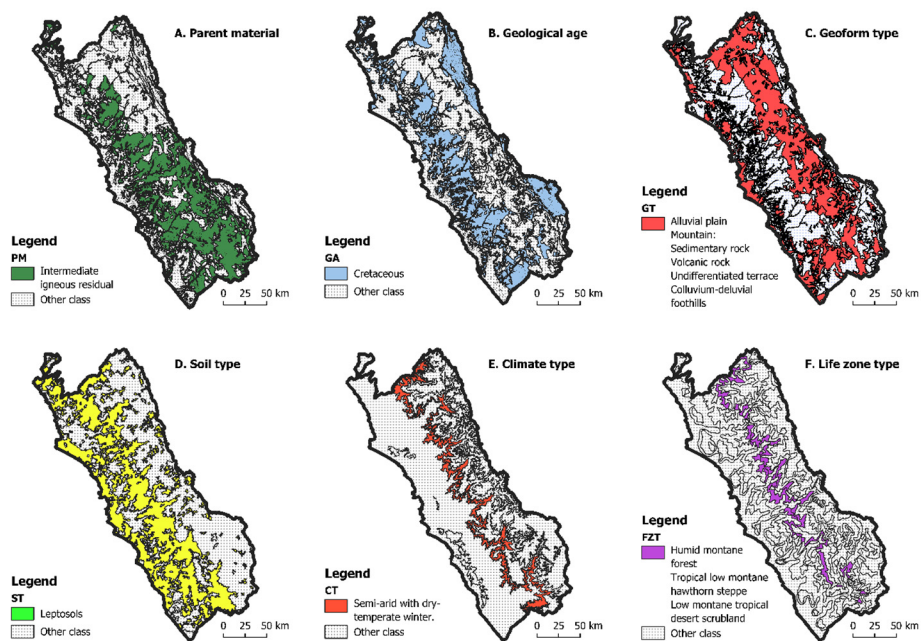 A. Parent material
Legend
PM
Intermediate
igneous residual
Other class
0 25 50 km
B. Geological age
Legend
GA
Cretaceous
Other class
0 25 50 km
C. Geoform type
Legend
GT
Alluvial plain
Mountain:
Sedimentary rock
Volcanic rock
Undifferentiated terrace
Colluvium-deluvial
foothills
0 25 50 km
D. Soil type
Legend
ST
Leptosols
Other class
0 25 50 km
E. Climate type
Legend
CT
Semi-arid with dry-
temperate winter.
Other class
0 25 50 km
F. Life zone type
Legend
FZT
Humid montane
forest
Tropical low montane
hawthorn steppe
Low montane tropical
desert scrubland
Other class
0 25 50 km